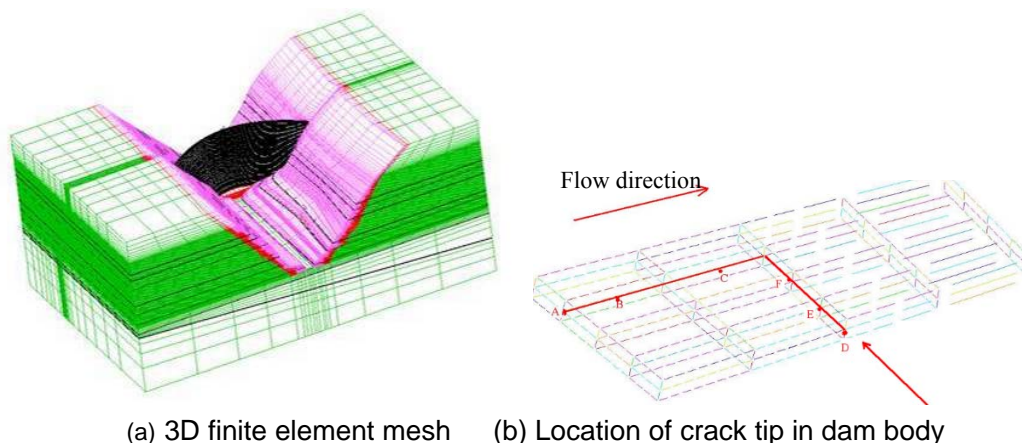 Flow direction
A
B
C
F
E
D
(a) 3D finite element mesh (b) Location of crack tip in dam body